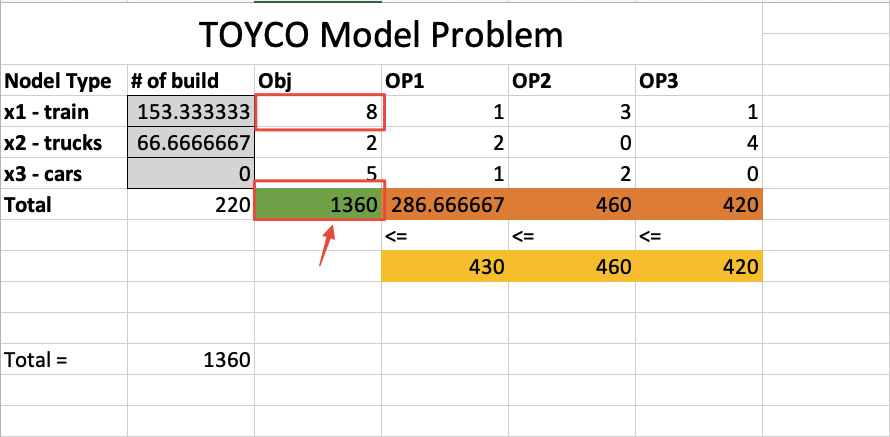 TOYCO Model Problem
Nodel Type # of build Obj OP1 OP2 OP3
x1 - train 153.333333 8 1 3 1
x2 - trucks 66.6666667 2 2 0 4
x3 - cars 0 5 1 2 0
Total 220 1360 286.666667 460 420
<= <= <=
430 460 420
Total = 1360